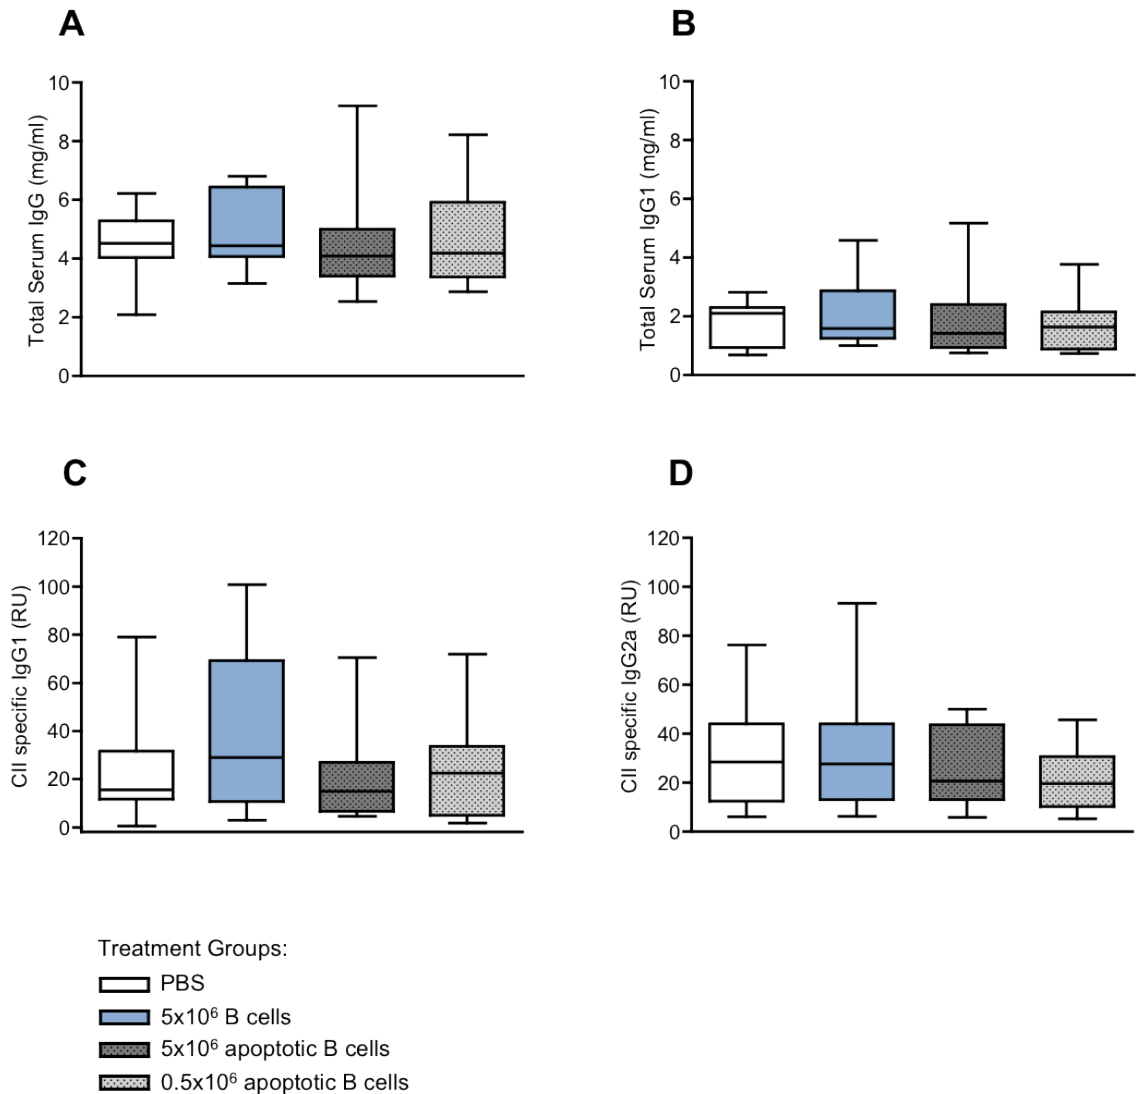 A
Total Serum IgG (mg/ml)
10
8
6
4
2
0
B
Total Serum IgG1 (mg/ml)
10
8
6
4
2
0
C
CII specific IgG1 (RU)
120
100
80
60
40
20
0
D
CII specific IgG2a (RU)
120
100
80
60
40
20
0
Treatment Groups:
PBS
5x10⁶ B cells
5x10⁶ apoptotic B cells
0.5x10⁶ apoptotic B cells